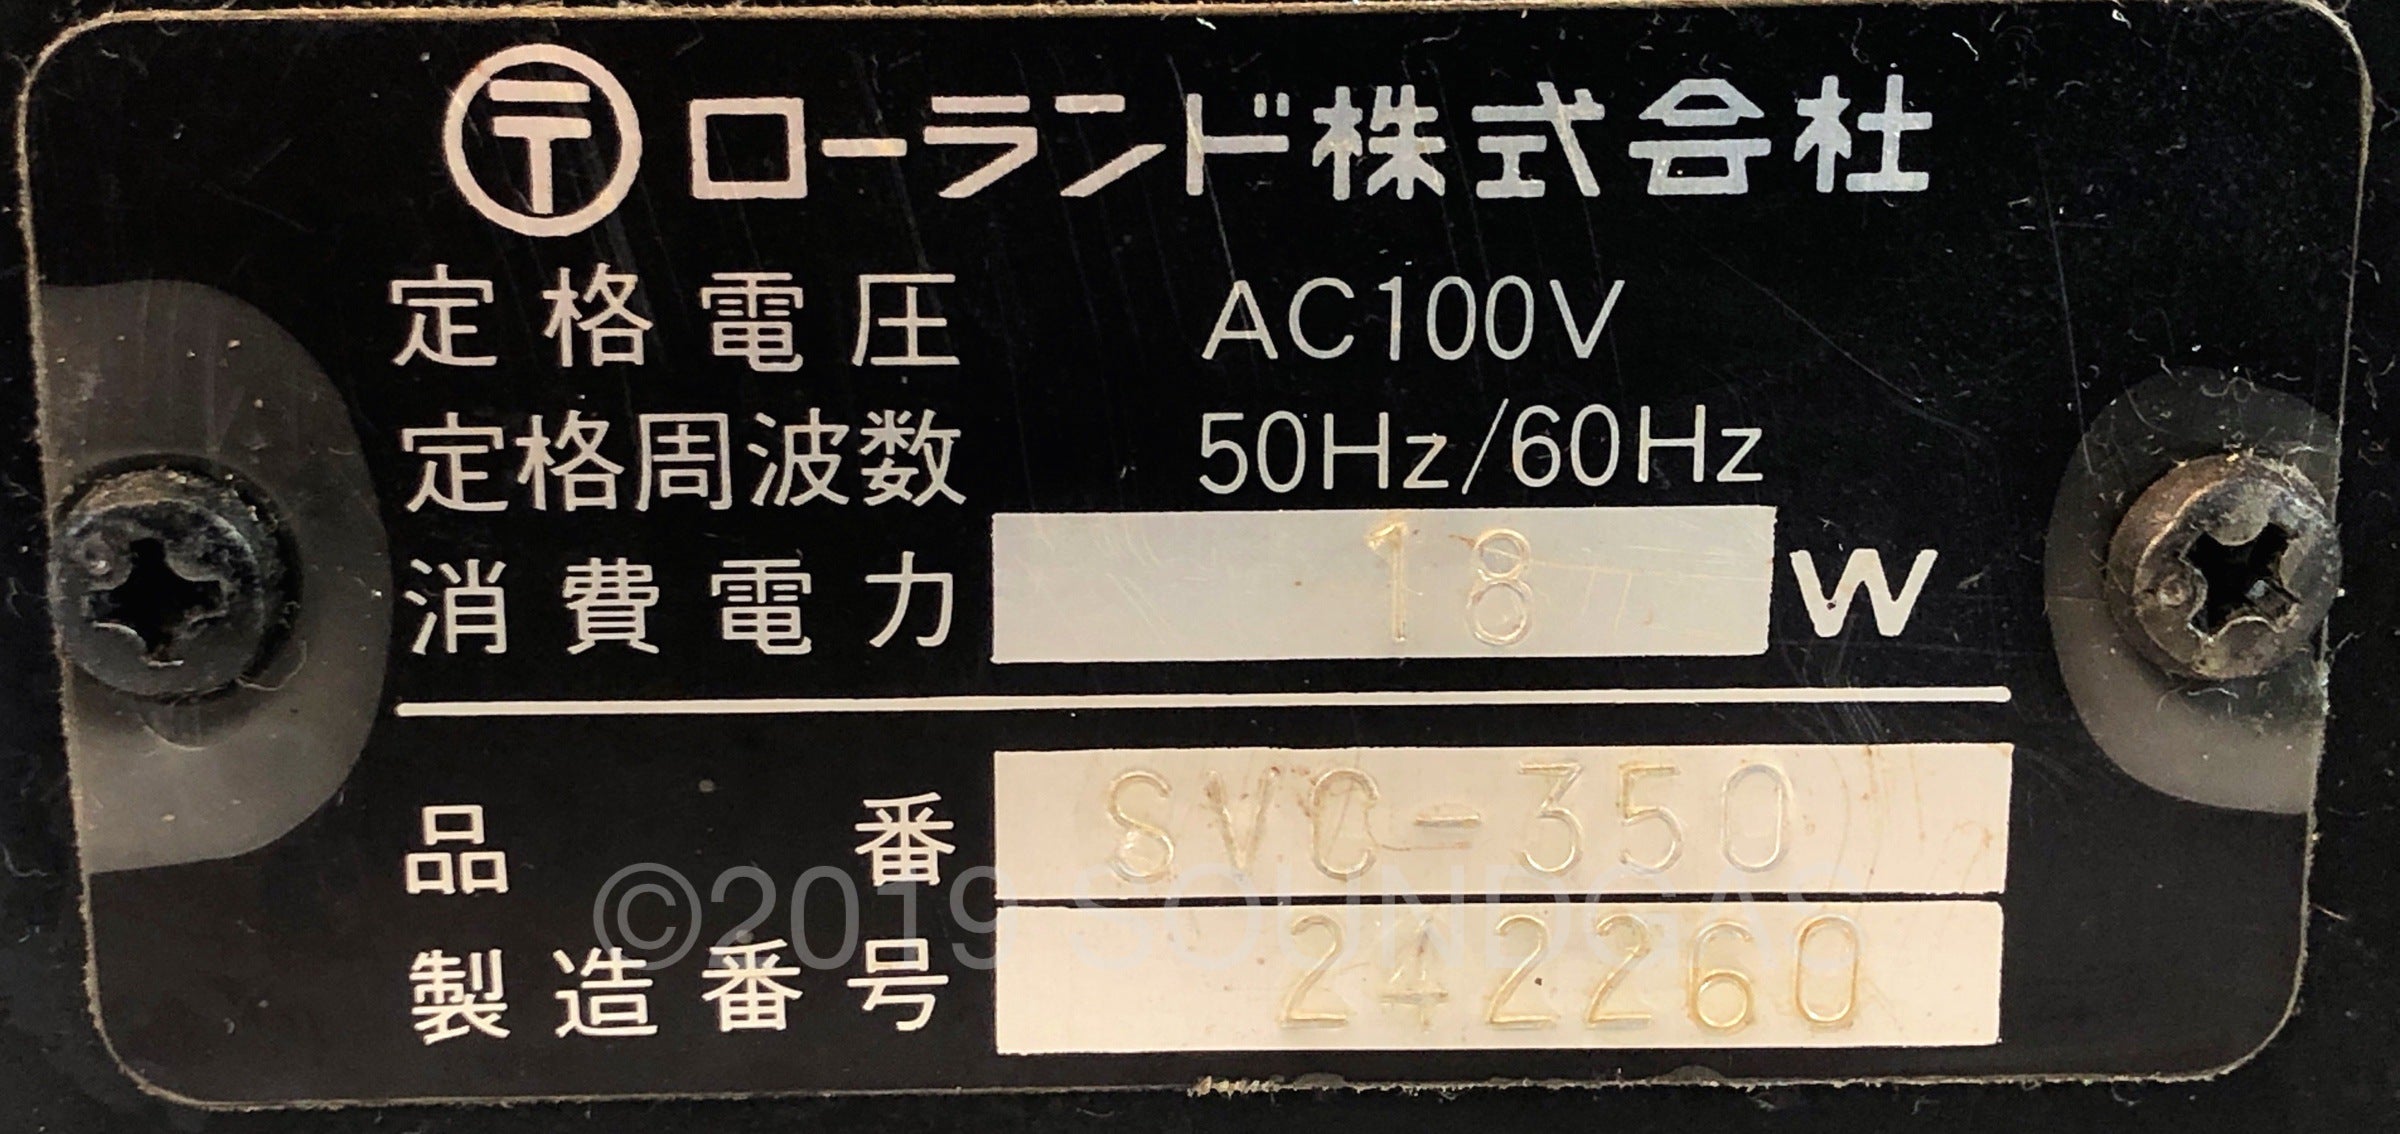 〒 ローランド株式会社
定格電圧 AC100V
定格周波数 50Hz/60Hz
消費電力 18 W
品番 SVC-350
©2019 SOUNDGAS
製造番号 242260